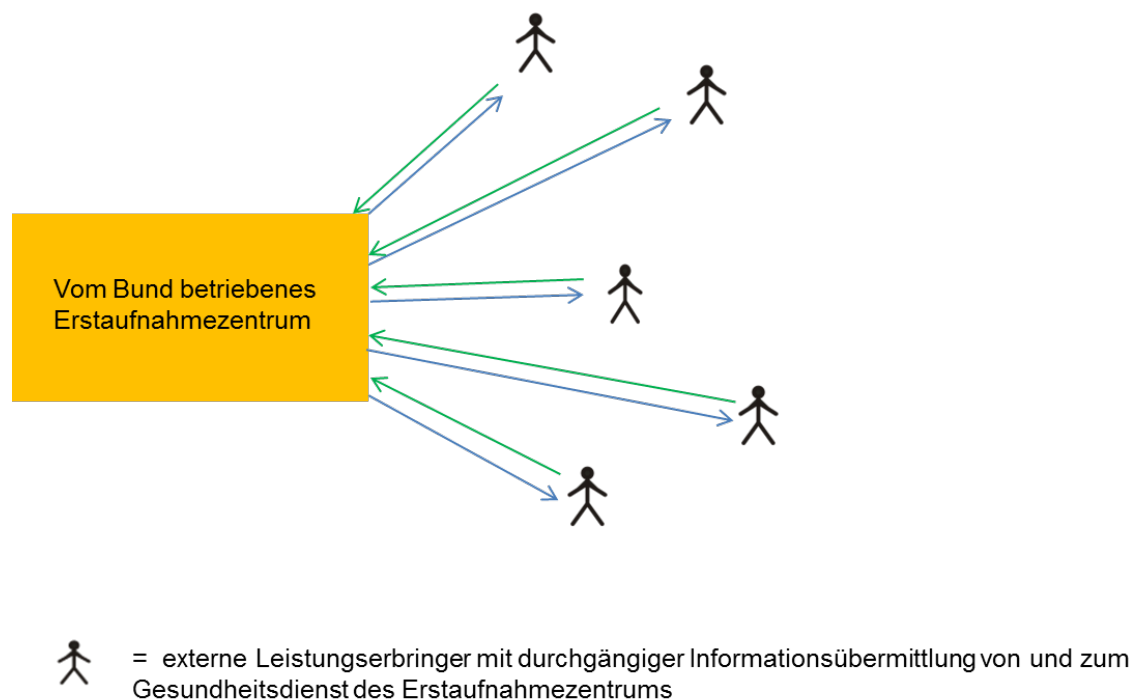 Vom Bund betriebenes
Erstaufnahmezentrum
= externe Leistungserbringer mit durchgängiger Informationsübermittlung von und zum
Gesundheitsdienst des Erstaufnahmezentrums